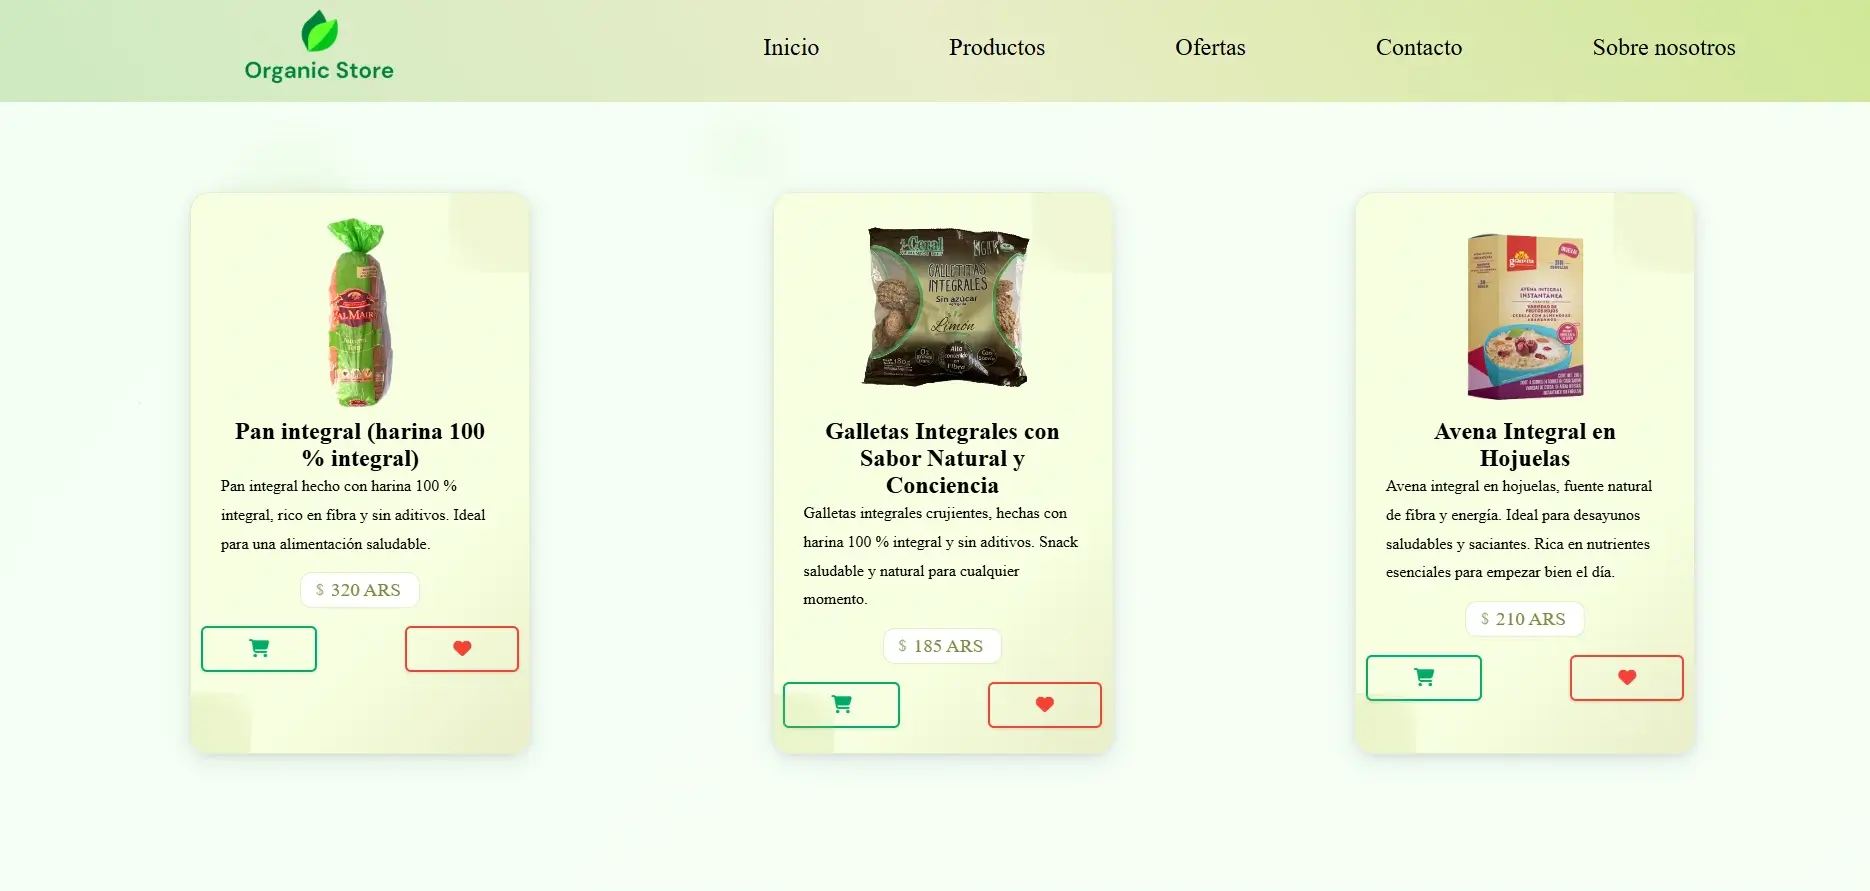 Organic Store
Inicio
Productos
Ofertas
Contacto
Sobre nosotros
Pan integral (harina 100
% integral)
Pan integral hecho con harina 100 %
integral, rico en fibra y sin aditivos. Ideal
para una alimentación saludable.
$ 320 ARS
GALLETITAS
INTEGRALES
Sin azúcar
Limón
Galletas Integrales con
Sabor Natural y
Conciencia
Galletas integrales crujientes, hechas con
harina 100 % integral y sin aditivos. Snack
saludable y natural para cualquier
momento.
$ 185 ARS
AVENA INTEGRAL
INSTANTÁNEA
Avena Integral en
Hojuelas
Avena integral en hojuelas, fuente natural
de fibra y energía. Ideal para desayunos
saludables y saciantes. Rica en nutrientes
esenciales para empezar bien el día.
$ 210 ARS